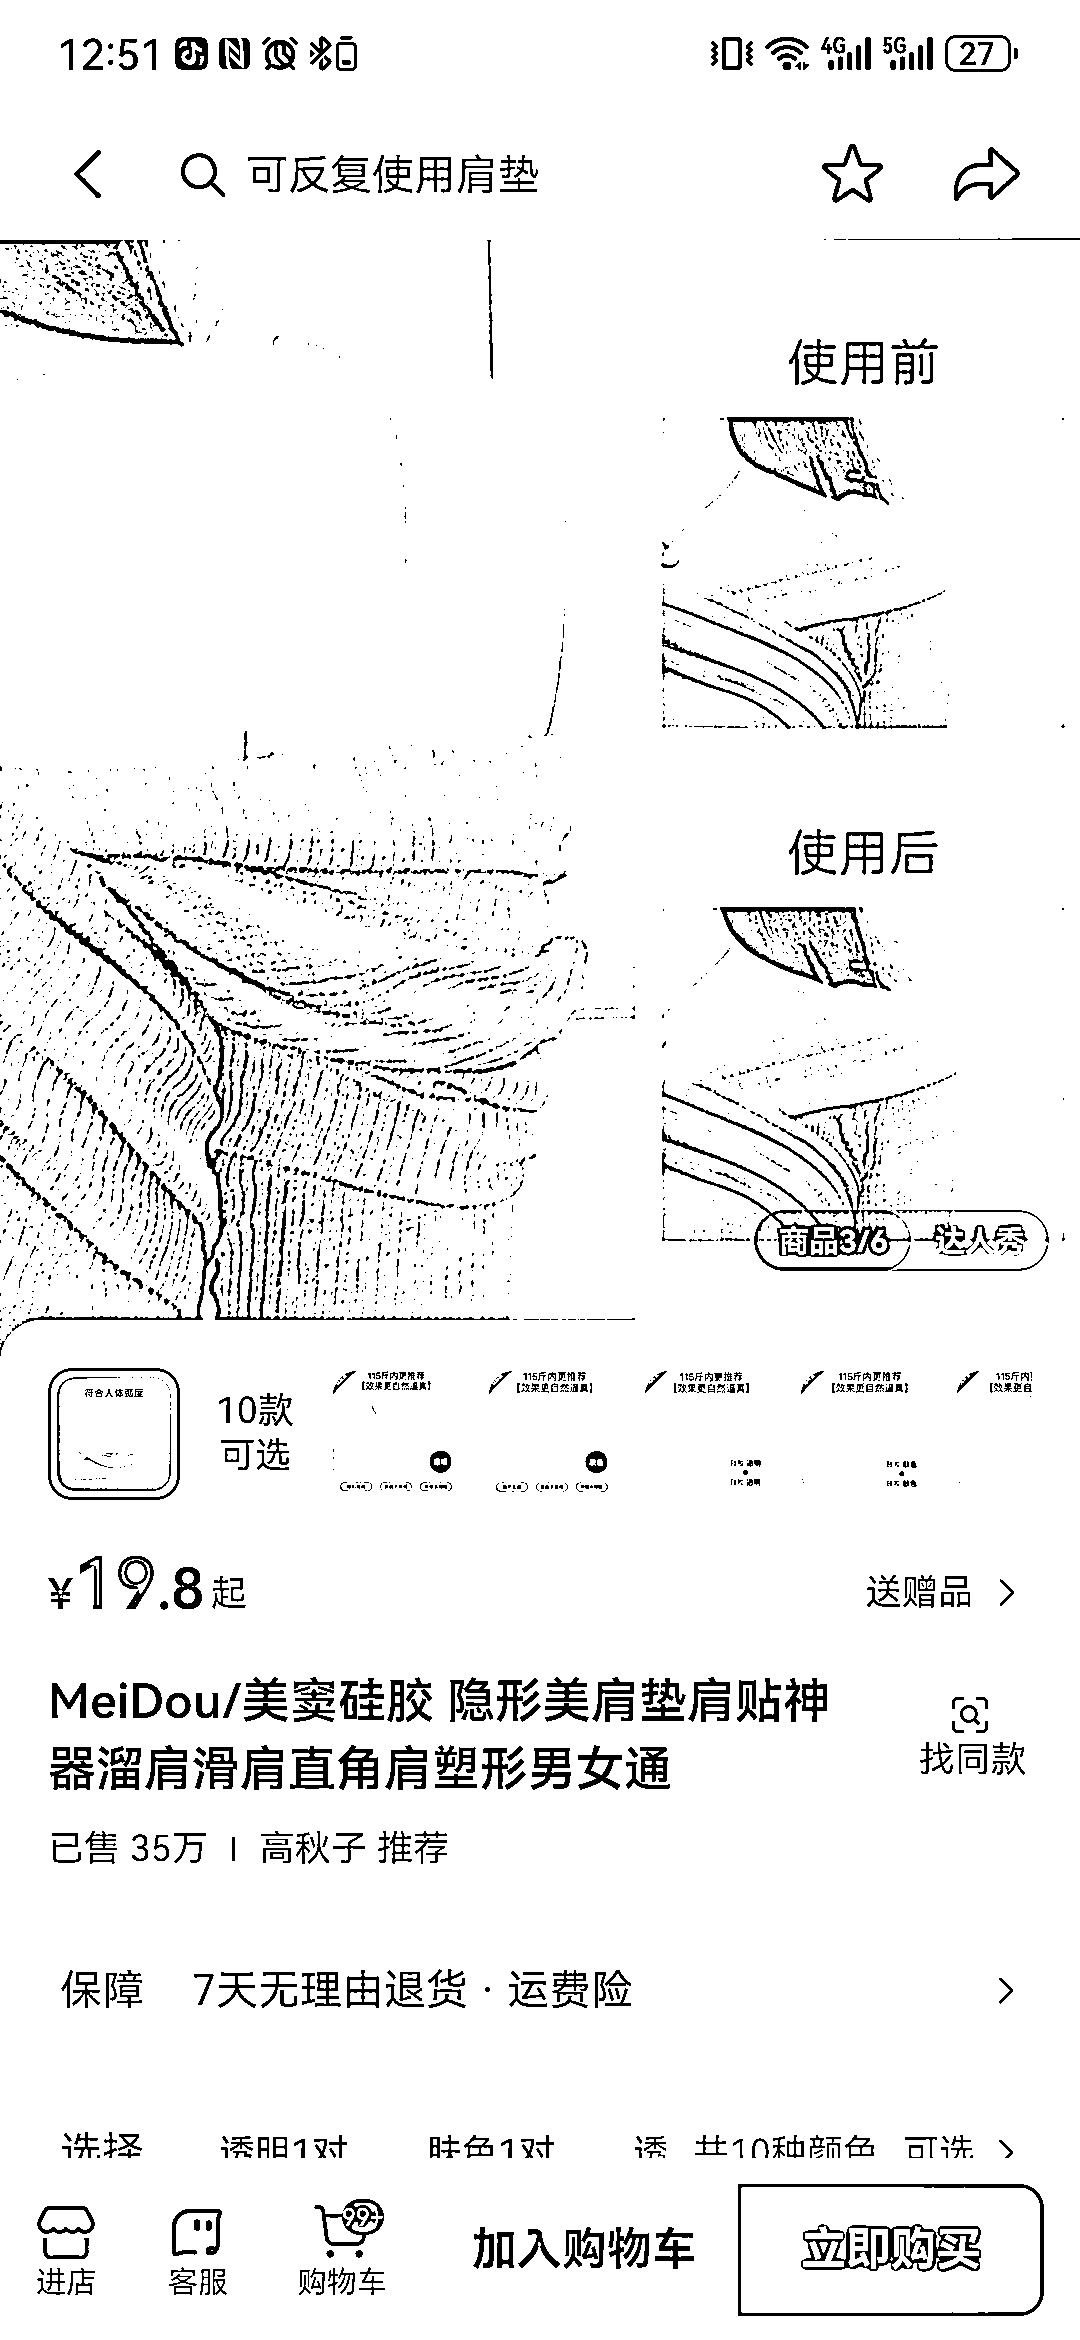 12:51
4G 5G 27
可反复使用肩垫
使用前
使用后
商品3/6 达人秀
符合人体弧度
10款
可选
115斤内更推荐
【效果更自然逼真】
115斤内更推荐
【效果更自然逼真】
115斤内更推荐
【效果更自然逼真】
115斤内更推荐
【效果更自然逼真】
115斤内
【效果更自
¥19.8起
送赠品
MeiDou/美窦硅胶 隐形美肩垫肩贴神
器溜肩滑肩直角肩塑形男女通
找同款
已售 35万 | 高秋子 推荐
保障 7天无理由退货 · 运费险
选择 透明1对 肤色1对 透 共10种颜色 可选
进店
客服
99+
购物车
加入购物车
立即购买